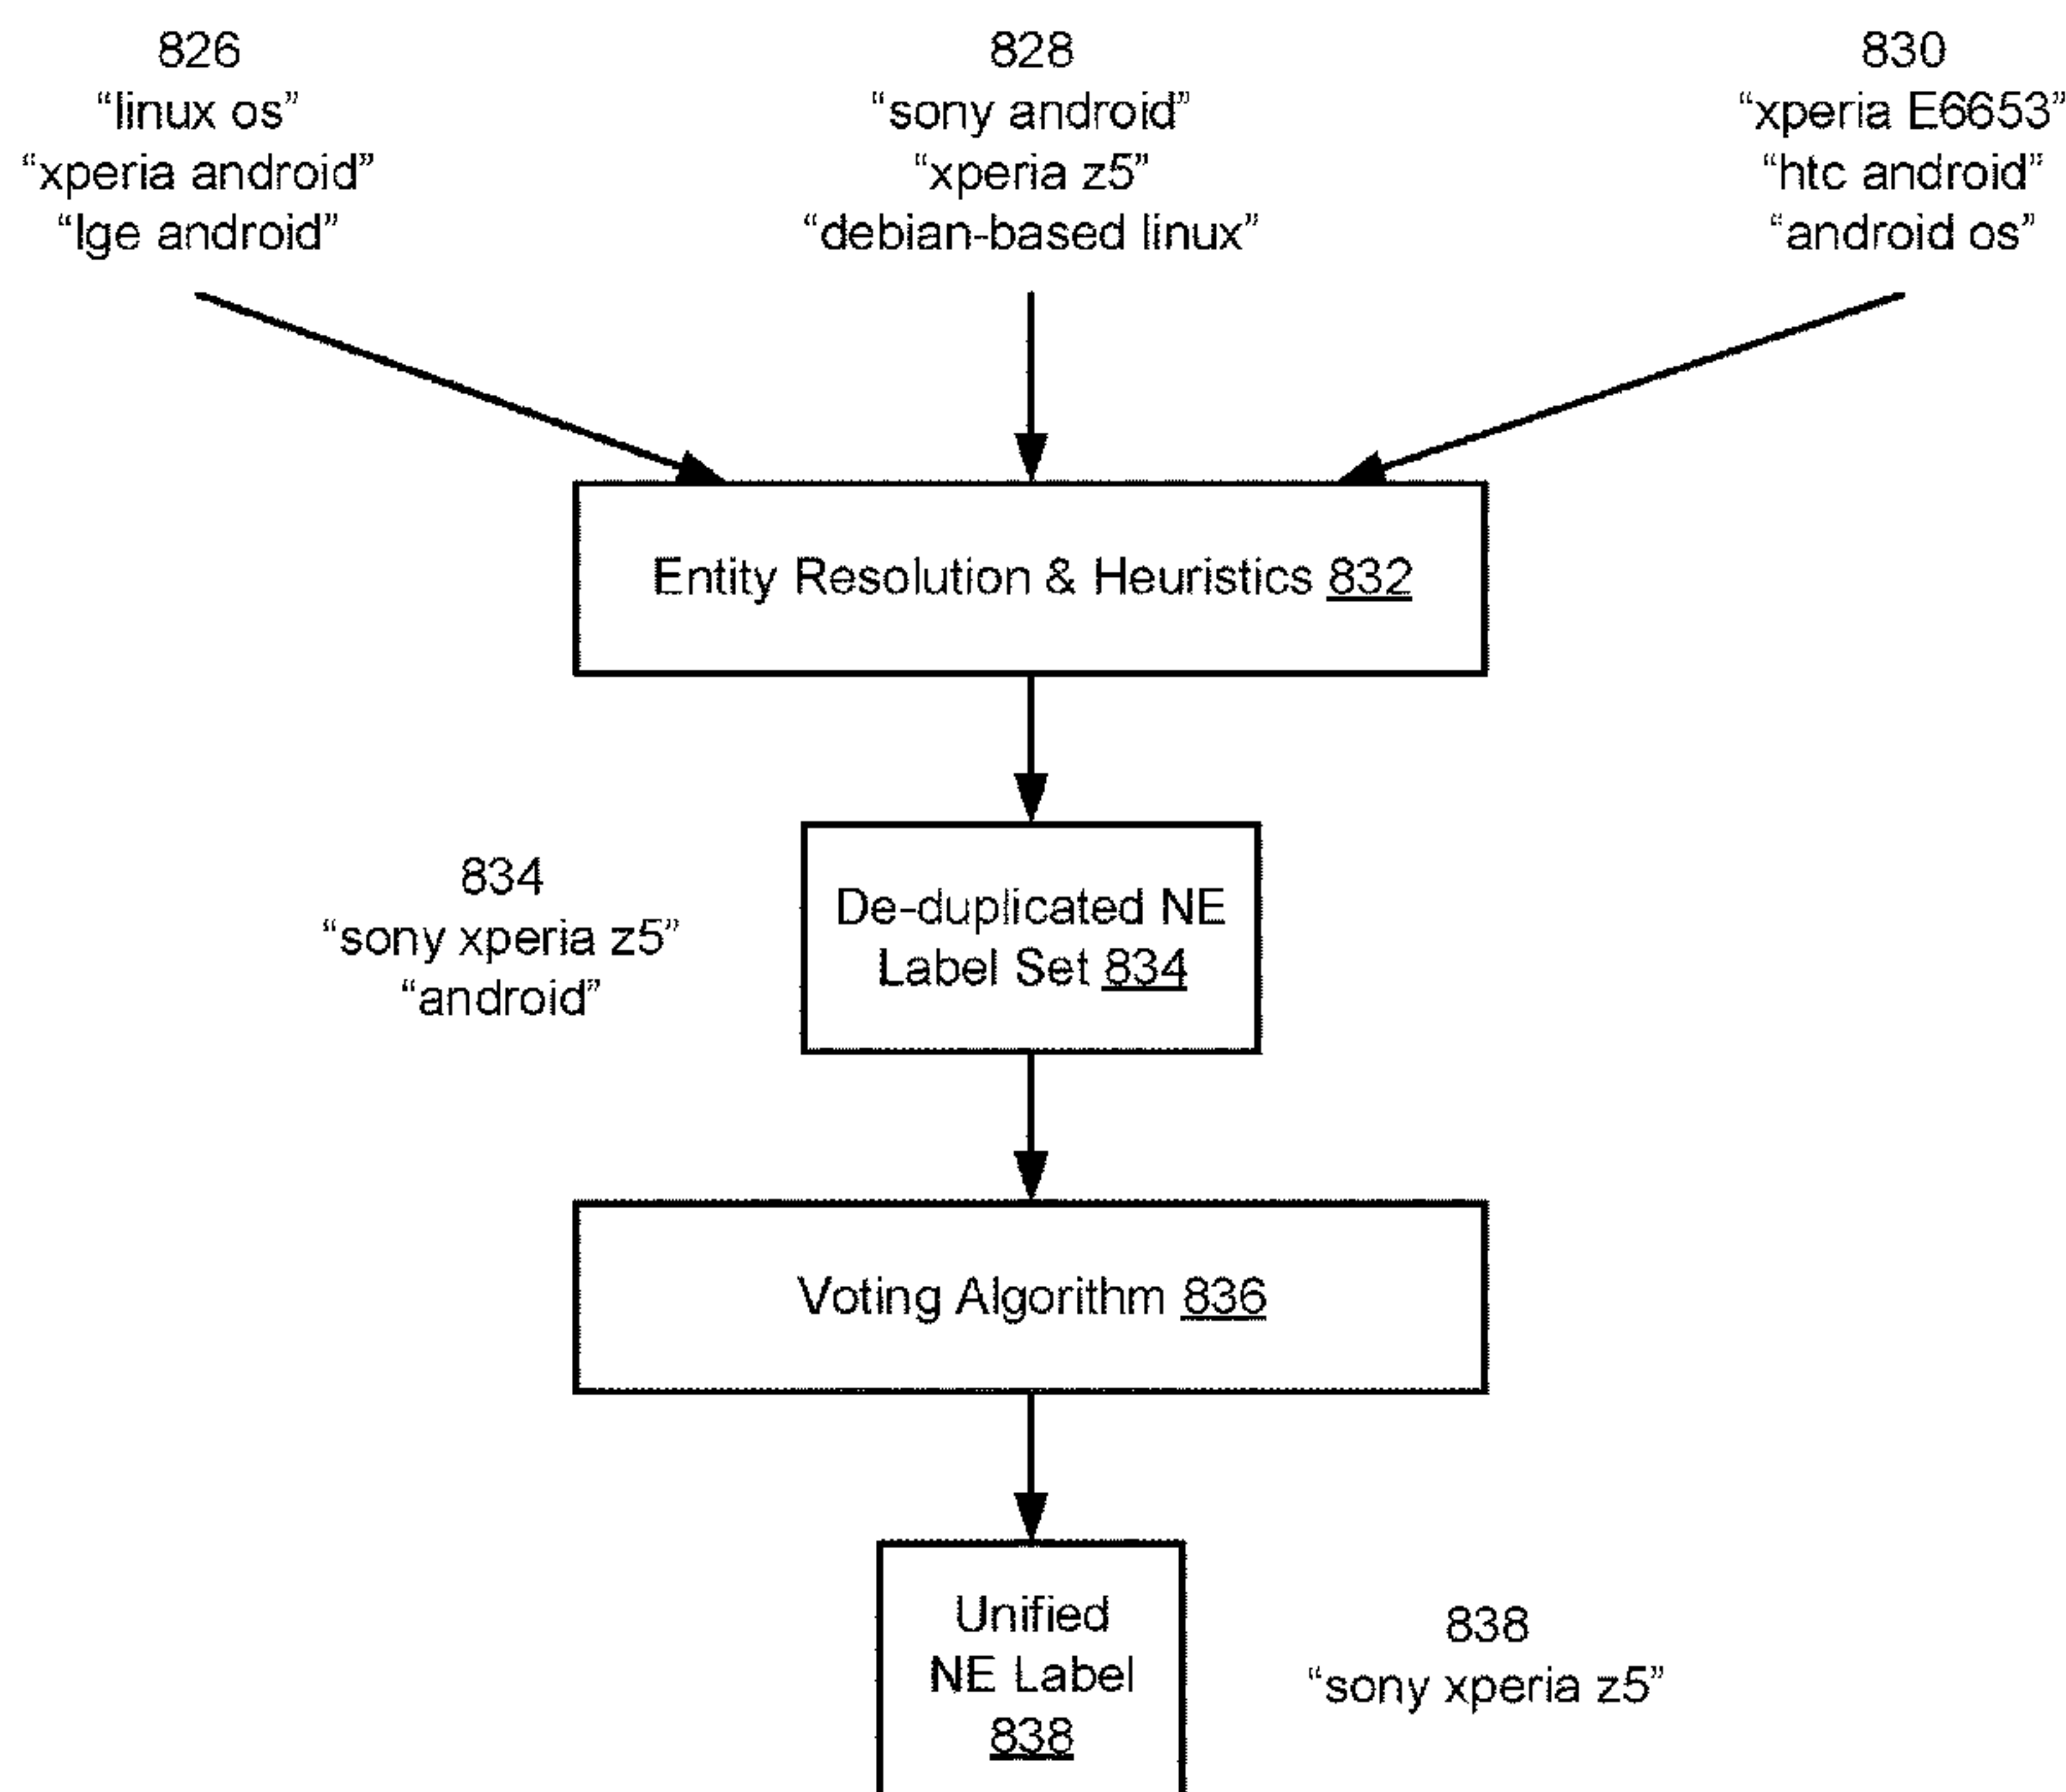 826
“linux os”
“xperia android”
“lge android”
828
“sony android”
“xperia z5”
“debian-based linux”
830
“xperia E6653”
“htc android”
“android os”
Entity Resolution & Heuristics 832
834
“sony xperia z5”
“android”
De-duplicated NE
Label Set 834
Voting Algorithm 836
Unified
NE Label
838
838
“sony xperia z5”